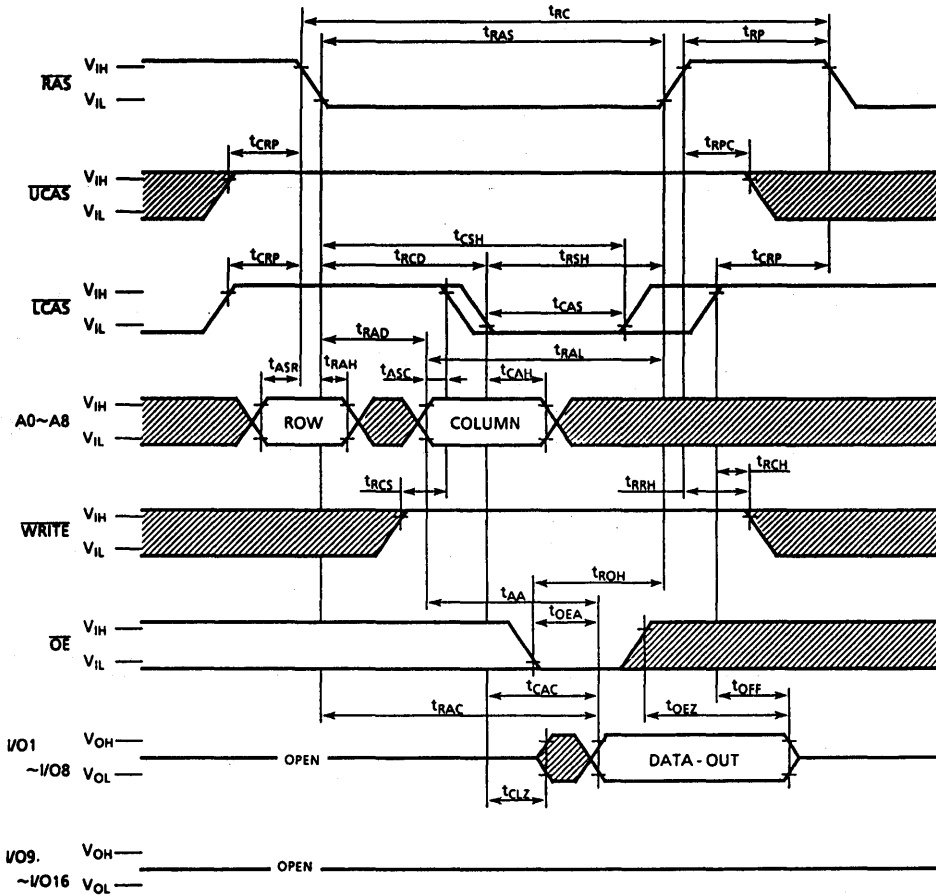 tRC
tRAS
tRP
RAS
VIH
VIL
tCRP
tRPC
UCAS
VIH
VIL
tCSH
tCRP
tRCD
tRSH
tCRP
LCAS
VIH
VIL
tCAS
tRAD
tRAL
tASR
tRAH
tASC
tCAH
A0~A8
VIH
VIL
ROW
COLUMN
tRCH
tRCS
tRRH
WRITE
VIH
VIL
tROH
tAA
tOEA
OE
VIH
VIL
tCAC
tOFF
tRAC
tOEZ
I/O1
~I/O8
VOH
VOL
OPEN
DATA - OUT
tCLZ
I/O9.
~I/O16
VOH
VOL
OPEN